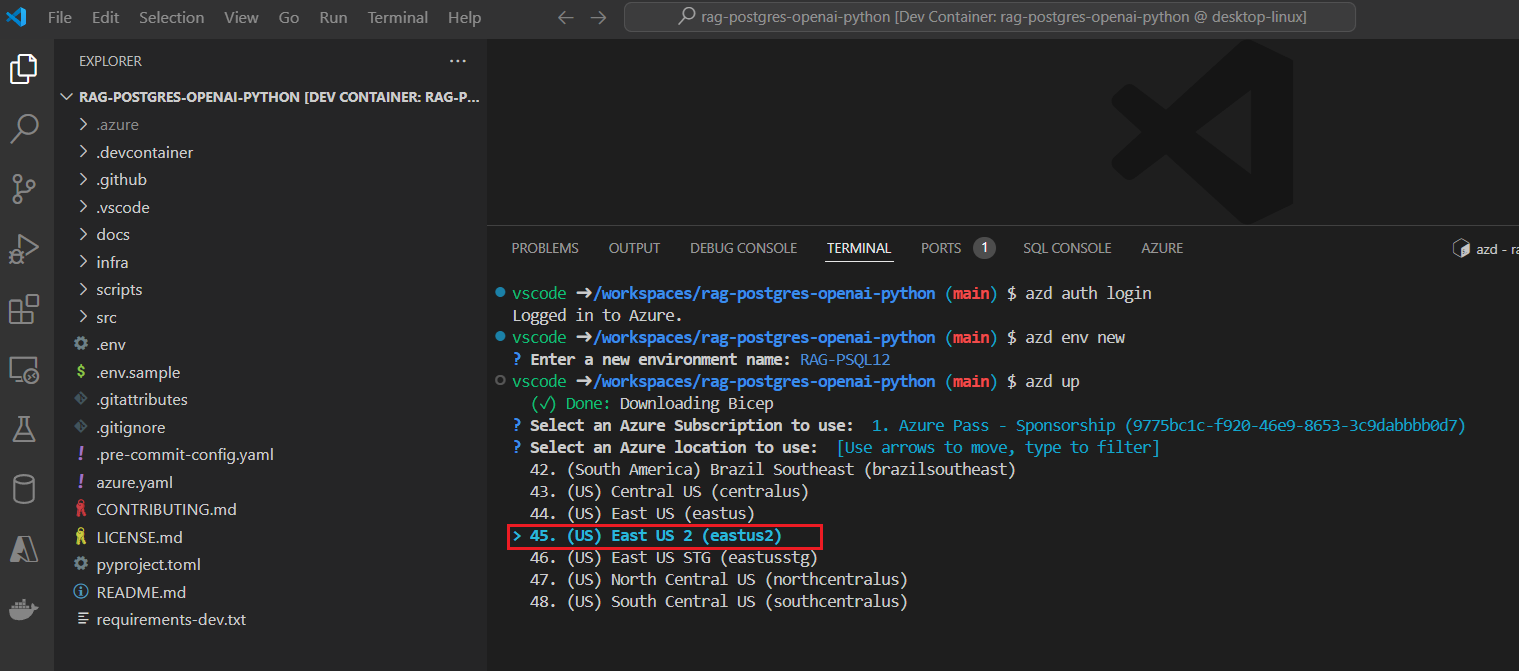 File Edit Selection View Go Run Terminal Help
rag-postgres-openai-python [Dev Container: rag-postgres-openai-python @ desktop-linux]
EXPLORER
RAG-POSTGRES-OPENAI-PYTHON [DEV CONTAINER: RAG-P...
.azure
.devcontainer
.github
.vscode
docs
infra
scripts
src
.env
.env.sample
.gitattributes
.gitignore
.pre-commit-config.yaml
azure.yaml
CONTRIBUTING.md
LICENSE.md
pyproject.toml
README.md
requirements-dev.txt
PROBLEMS OUTPUT DEBUG CONSOLE TERMINAL PORTS 1 SQL CONSOLE AZURE
azd - ra
vscode ➜ /workspaces/rag-postgres-openai-python (main) $ azd auth login
Logged in to Azure.
vscode ➜ /workspaces/rag-postgres-openai-python (main) $ azd env new
? Enter a new environment name: RAG-PSQL12
vscode ➜ /workspaces/rag-postgres-openai-python (main) $ azd up
(✓) Done: Downloading Bicep
? Select an Azure Subscription to use: 1. Azure Pass - Sponsorship (9775bc1c-f920-46e9-8653-3c9dabbbb0d7)
? Select an Azure location to use: [Use arrows to move, type to filter]
42. (South America) Brazil Southeast (brazilsoutheast)
43. (US) Central US (centralus)
44. (US) East US (eastus)
> 45. (US) East US 2 (eastus2)
46. (US) East US STG (eastusstg)
47. (US) North Central US (northcentralus)
48. (US) South Central US (southcentralus)